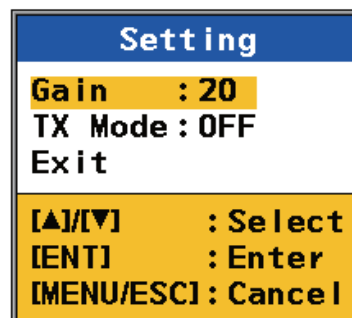 Setting
Gain :20
TX Mode:OFF
Exit
[▲]/[▼] :Select
[ENT] :Enter
[MENU/ESC]:Cancel